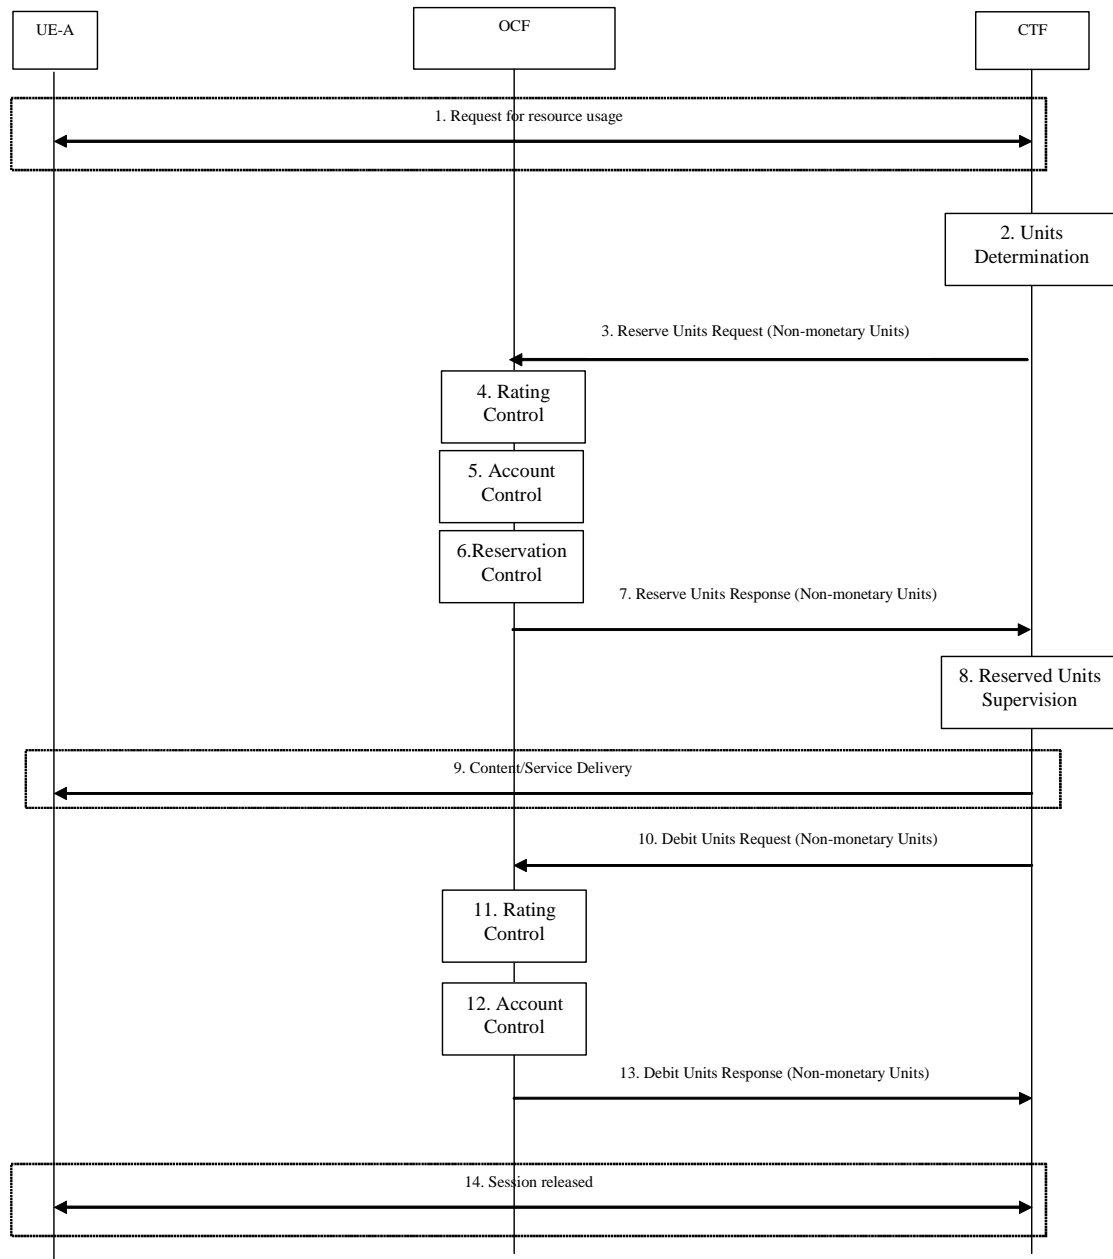 UE-A
OCF
CTF
1. Request for resource usage
2. Units
Determination
3. Reserve Units Request (Non-monetary Units)
4. Rating
Control
5. Account
Control
6.Reservation
Control
7. Reserve Units Response (Non-monetary Units)
8. Reserved Units
Supervision
9. Content/Service Delivery
10. Debit Units Request (Non-monetary Units)
11. Rating
Control
12. Account
Control
13. Debit Units Response (Non-monetary Units)
14. Session released